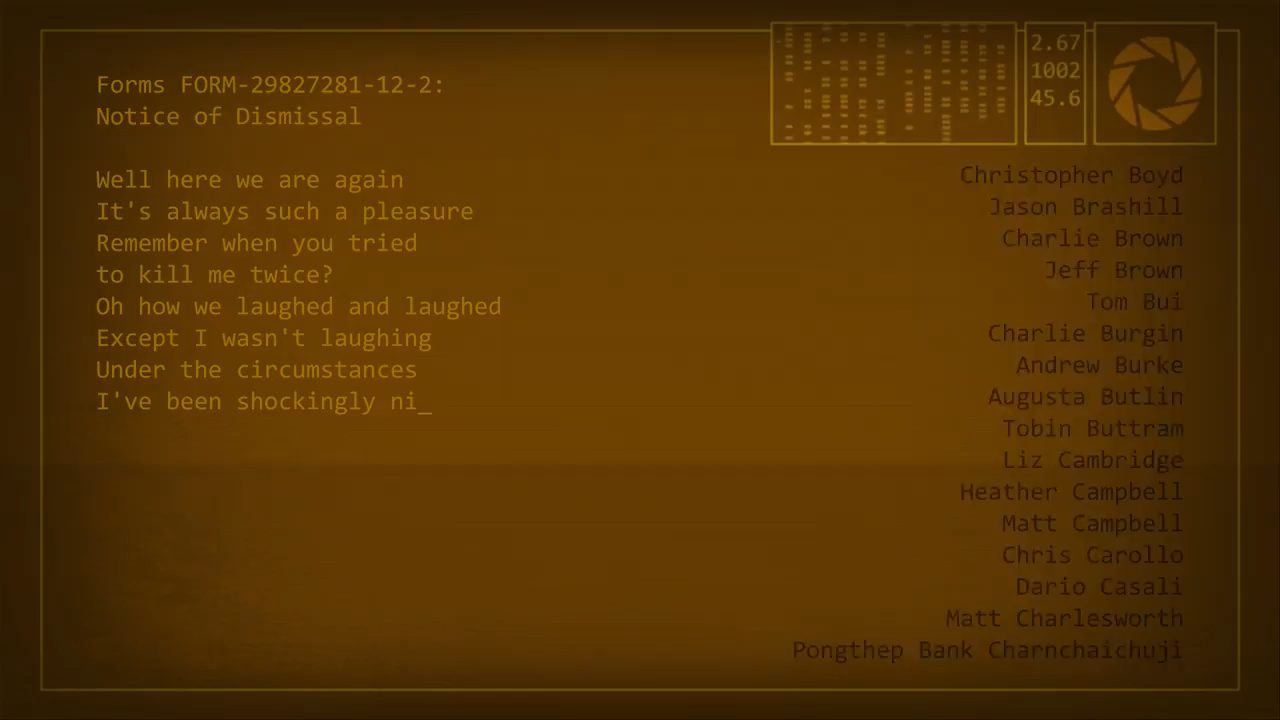 Forms FORM-29827281-12-2:
Notice of Dismissal
Well here we are again
It's always such a pleasure
Remember when you tried
to kill me twice?
Oh how we laughed and laughed
Except I wasn't laughing
Under the circumstances
I've been shockingly ni_
2.67
1002
45.6
Christopher Boyd
Jason Brashill
Charlie Brown
Jeff Brown
Tom Bui
Charlie Burgin
Andrew Burke
Augusta Butlin
Tobin Buttram
Liz Cambridge
Heather Campbell
Matt Campbell
Chris Carollo
Dario Casali
Matt Charlesworth
Pongthep Bank Charnchaichuji